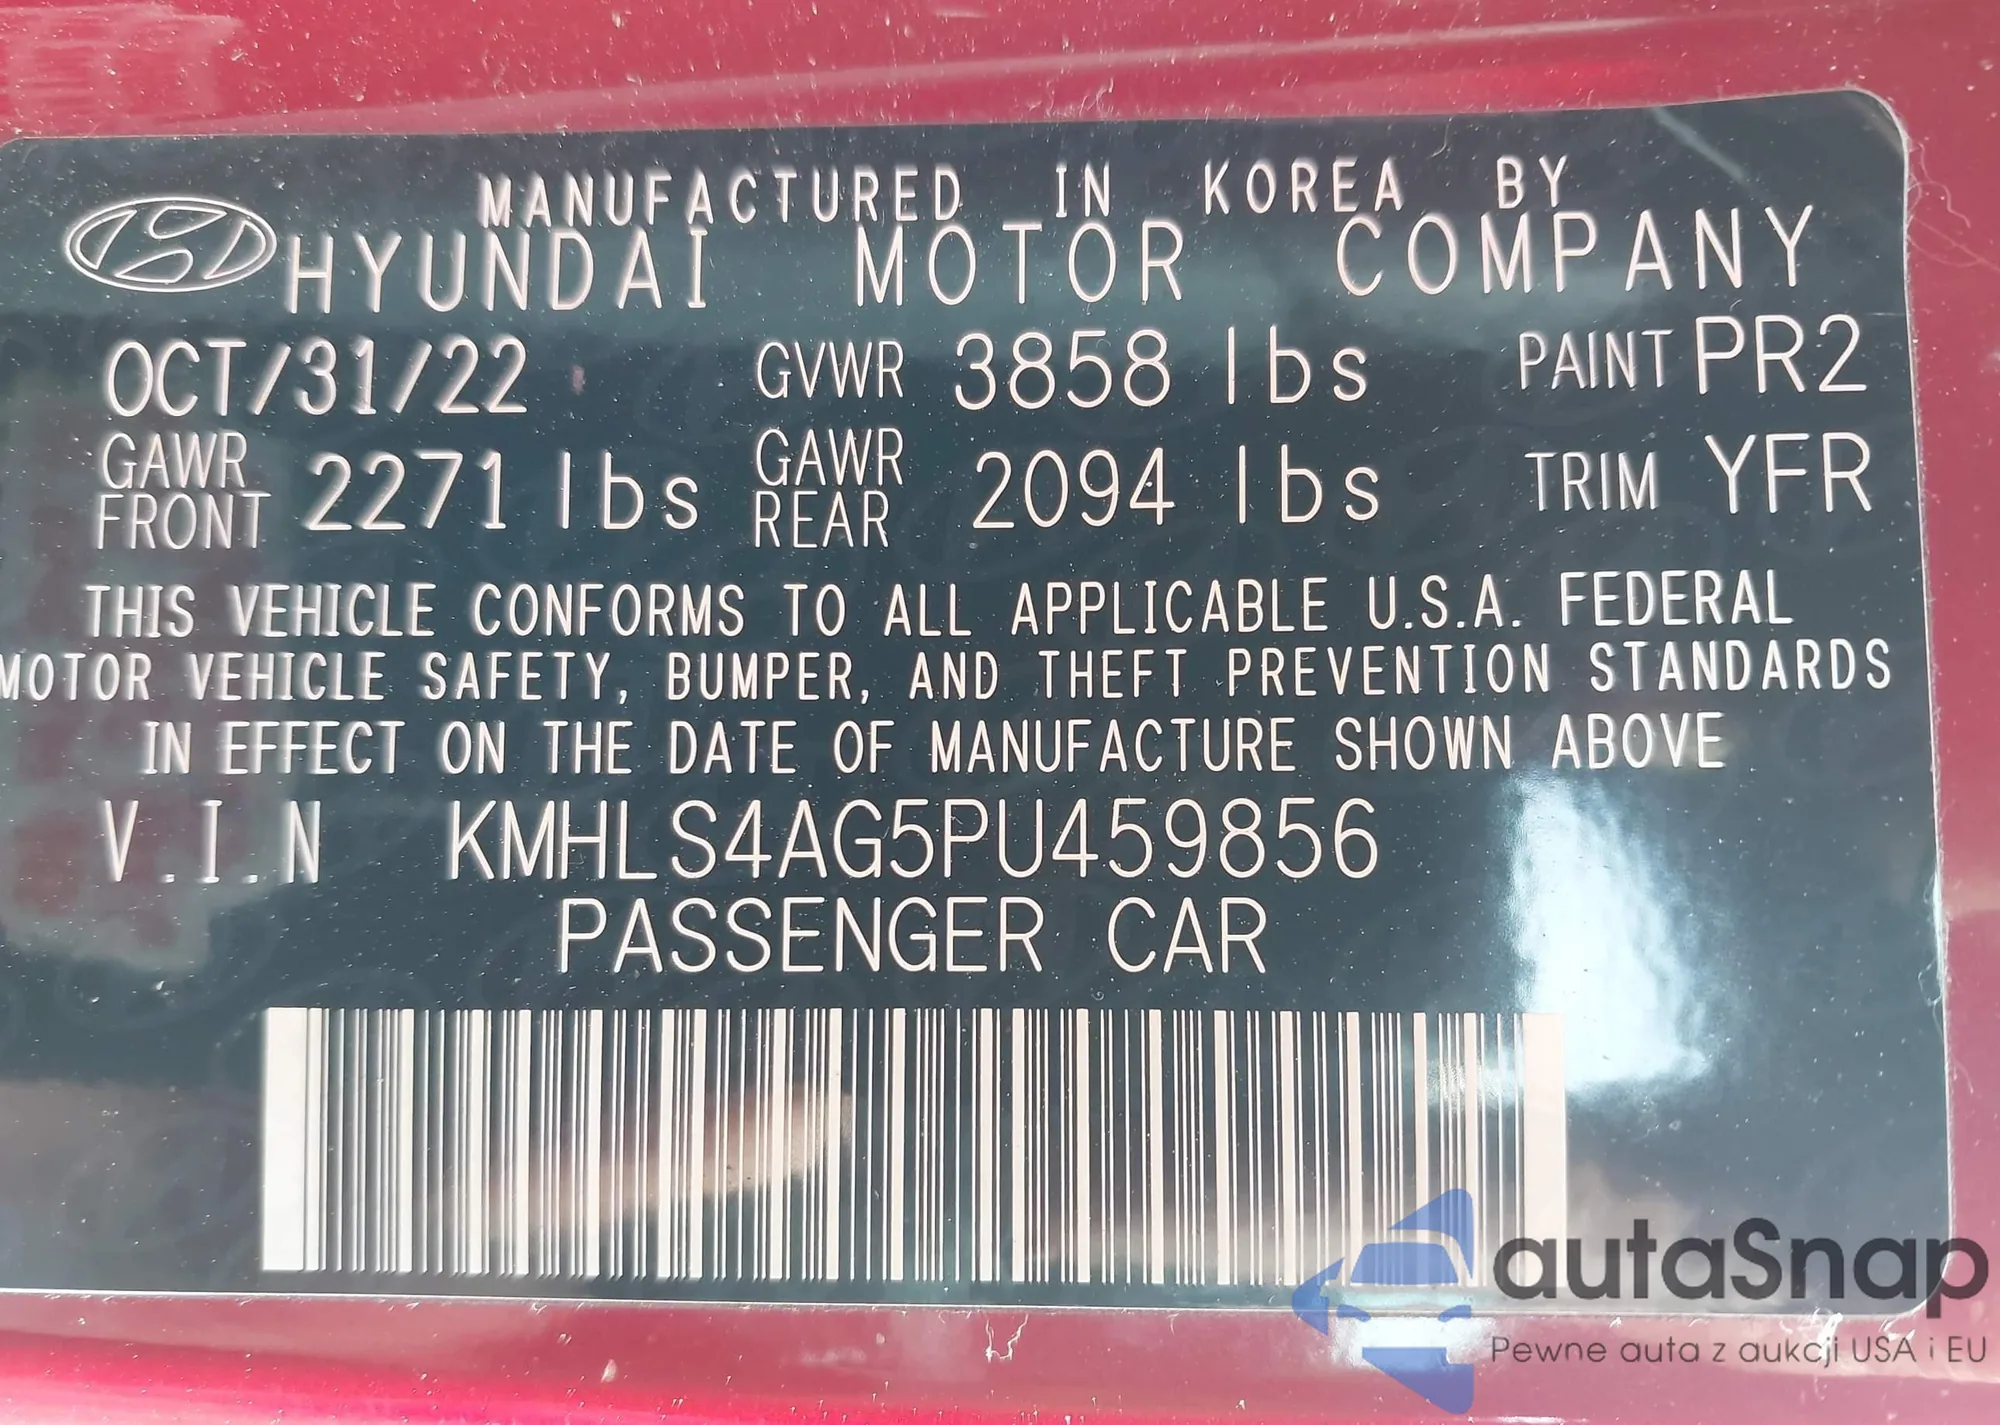 MANUFACTURED IN KOREA BY
HYUNDAI MOTOR COMPANY
OCT/31/22 GVWR 3858 lbs PAINT PR2
GAWR FRONT 2271 lbs GAWR REAR 2094 lbs TRIM YFR
THIS VEHICLE CONFORMS TO ALL APPLICABLE U.S.A. FEDERAL
MOTOR VEHICLE SAFETY, BUMPER, AND THEFT PREVENTION STANDARDS
IN EFFECT ON THE DATE OF MANUFACTURE SHOWN ABOVE
V.I.N KMHLS4AG5PU459856
PASSENGER CAR
autaSnap
Pewne auta z aukcji USA i EU